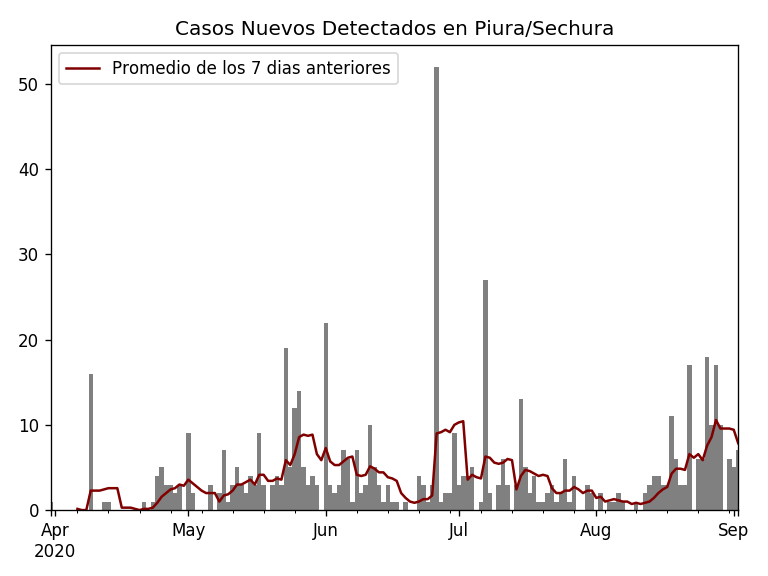 Casos Nuevos Detectados en Piura/Sechura
Promedio de los 7 dias anteriores
50
40
30
20
10
0
Apr May Jun Jul Aug Sep
2020